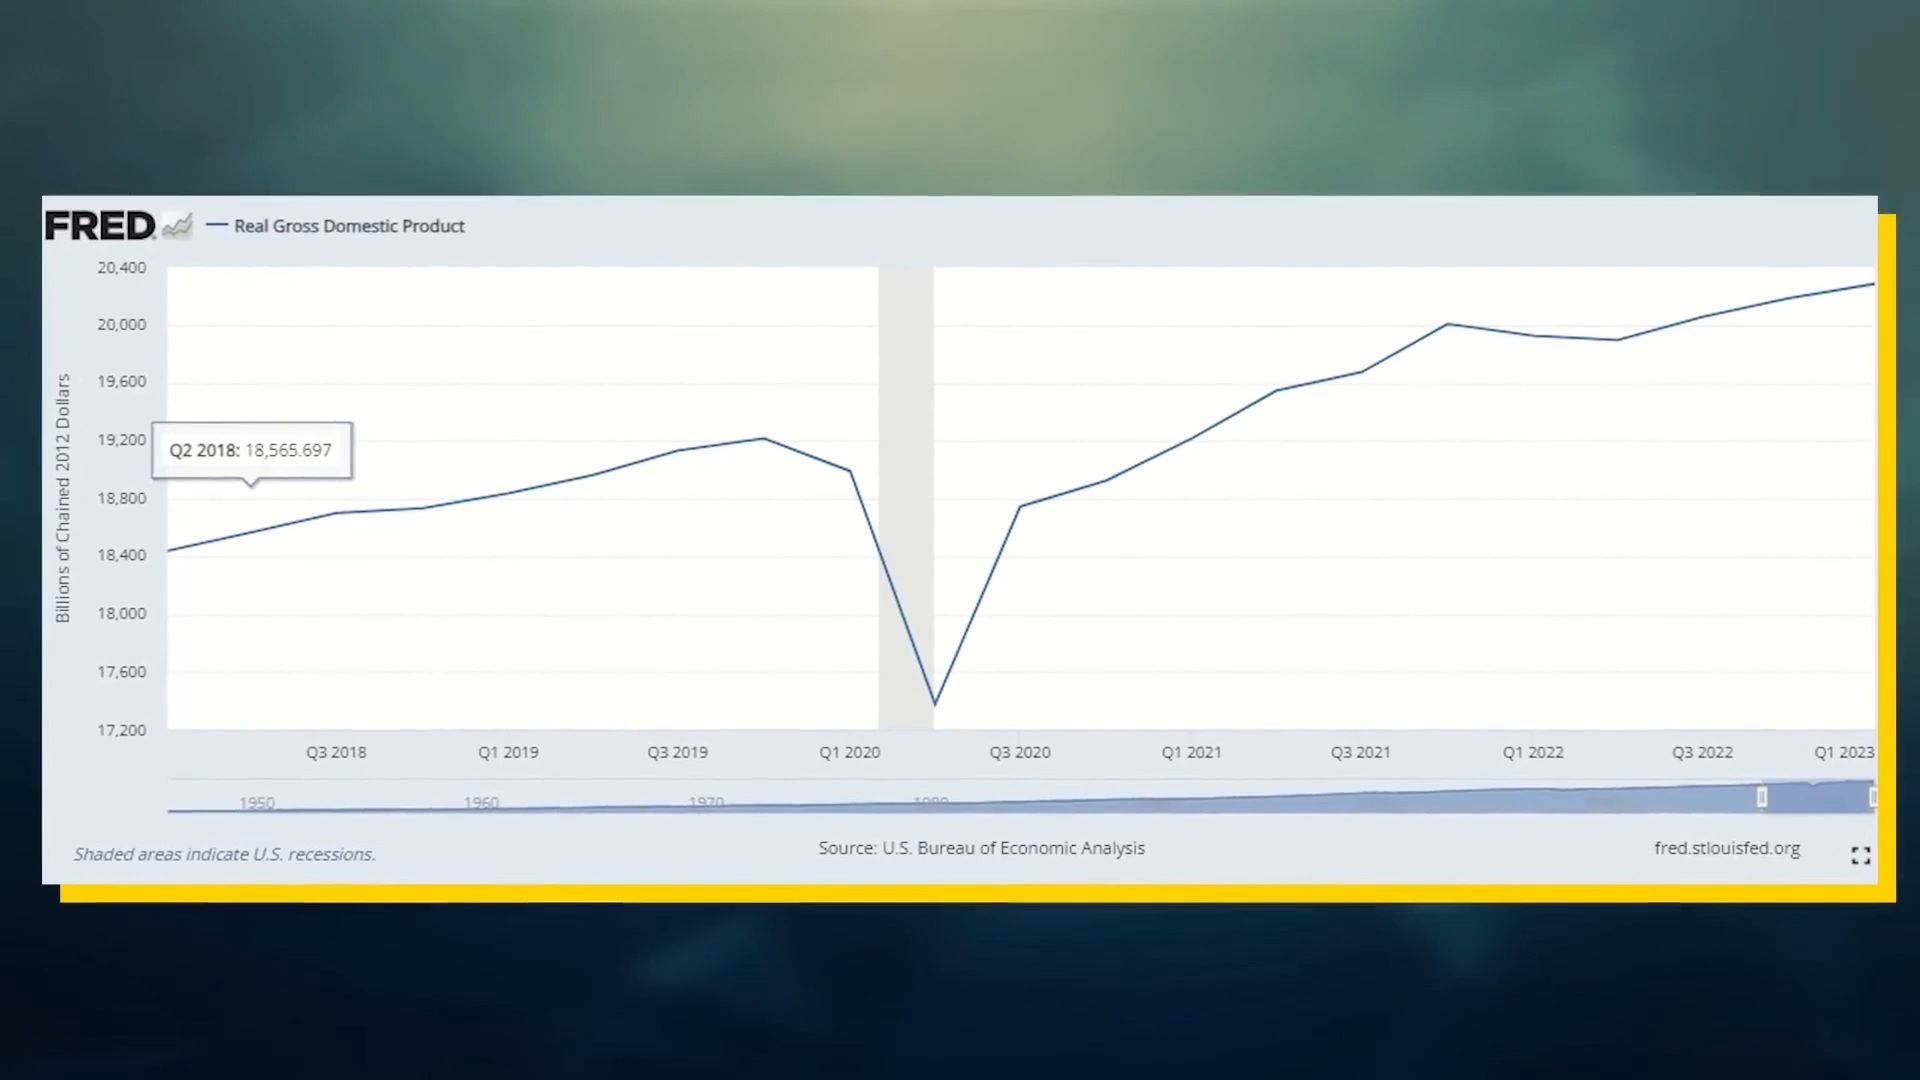 FRED
Real Gross Domestic Product
20,400
20,000
19,600
19,200
18,800
18,400
18,000
17,600
17,200
Billions of Chained 2012 Dollars
Q2 2018: 18,565.697
Q3 2018 Q1 2019 Q3 2019 Q1 2020 Q3 2020 Q1 2021 Q3 2021 Q1 2022 Q3 2022 Q1 2023
1950 1960 1970 1980
Shaded areas indicate U.S. recessions.
Source: U.S. Bureau of Economic Analysis
fred.stlouisfed.org